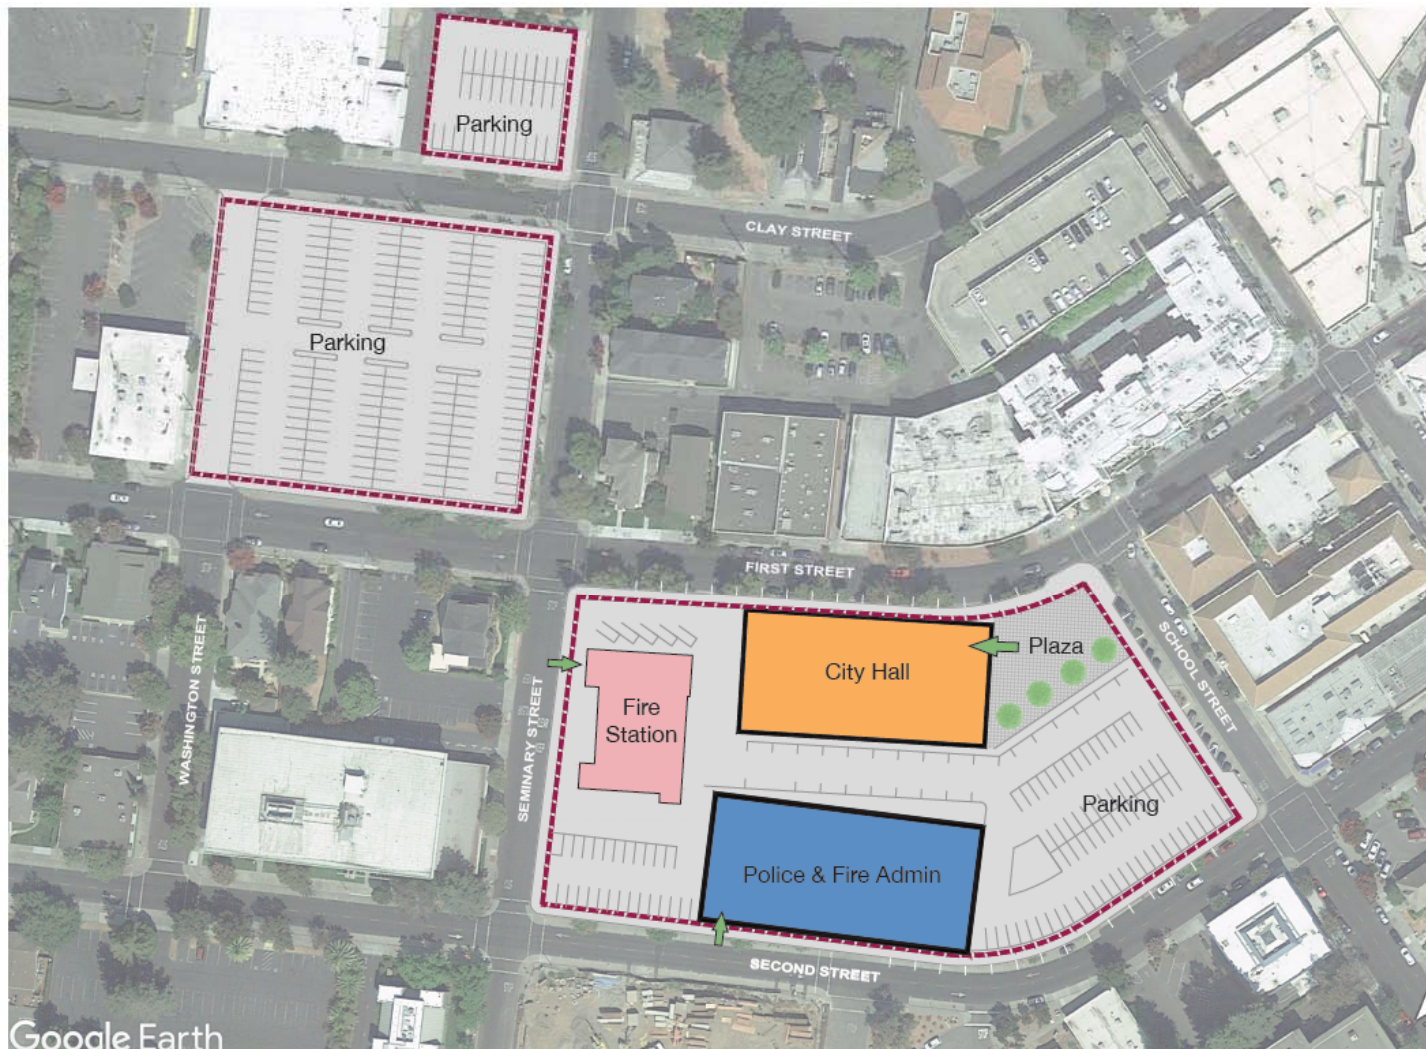 Parking
CLAY STREET
Parking
FIRST STREET
Plaza
City Hall
SCHOOL STREET
WASHINGTON STREET
SEMINARY STREET
Fire
Station
Parking
Police & Fire Admin
SECOND STREET
Google Earth